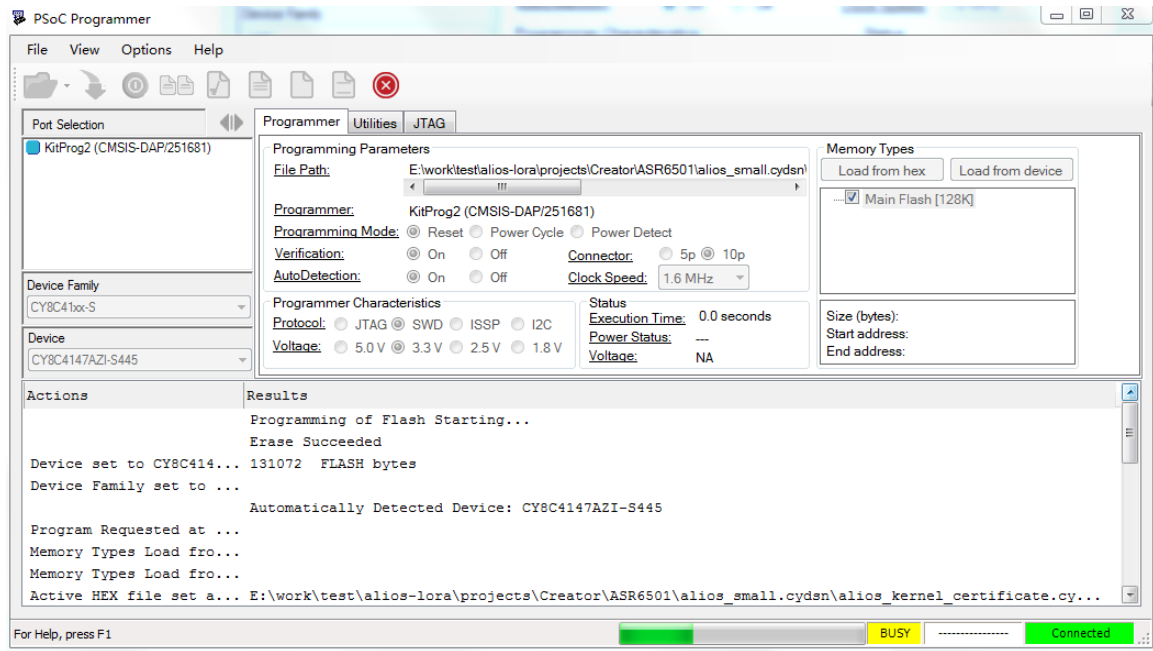 PSoC Programmer
File View Options Help
Port Selection
KitProg2 (CMSIS-DAP/251681)
Device Family
CY8C41xx-S
Device
CY8C4147AZI-S445
Programmer Utilities JTAG
Programming Parameters
File Path: E:\work\test\alios-lora\projects\Creator\ASR6501\alios_small.cydsn\
Programmer: KitProg2 (CMSIS-DAP/251681)
Programming Mode: Reset Power Cycle Power Detect
Verification: On Off Connector: 5p 10p
AutoDetection: On Off Clock Speed: 1.6 MHz
Programmer Characteristics
Protocol: JTAG SWD ISSP I2C
Voltage: 5.0 V 3.3 V 2.5 V 1.8 V
Status
Execution Time: 0.0 seconds
Power Status: ---
Voltage: NA
Memory Types
Load from hex Load from device
Main Flash [128K]
Size (bytes):
Start address:
End address:
Actions Results
Programming of Flash Starting...
Erase Succeeded
Device set to CY8C414... 131072 FLASH bytes
Device Family set to ...
Automatically Detected Device: CY8C4147AZI-S445
Program Requested at ...
Memory Types Load fro...
Memory Types Load fro...
Active HEX file set a... E:\work\test\alios-lora\projects\Creator\ASR6501\alios_small.cydsn\alios_kernel_certificate.cy...
For Help, press F1 BUSY ---------------- Connected